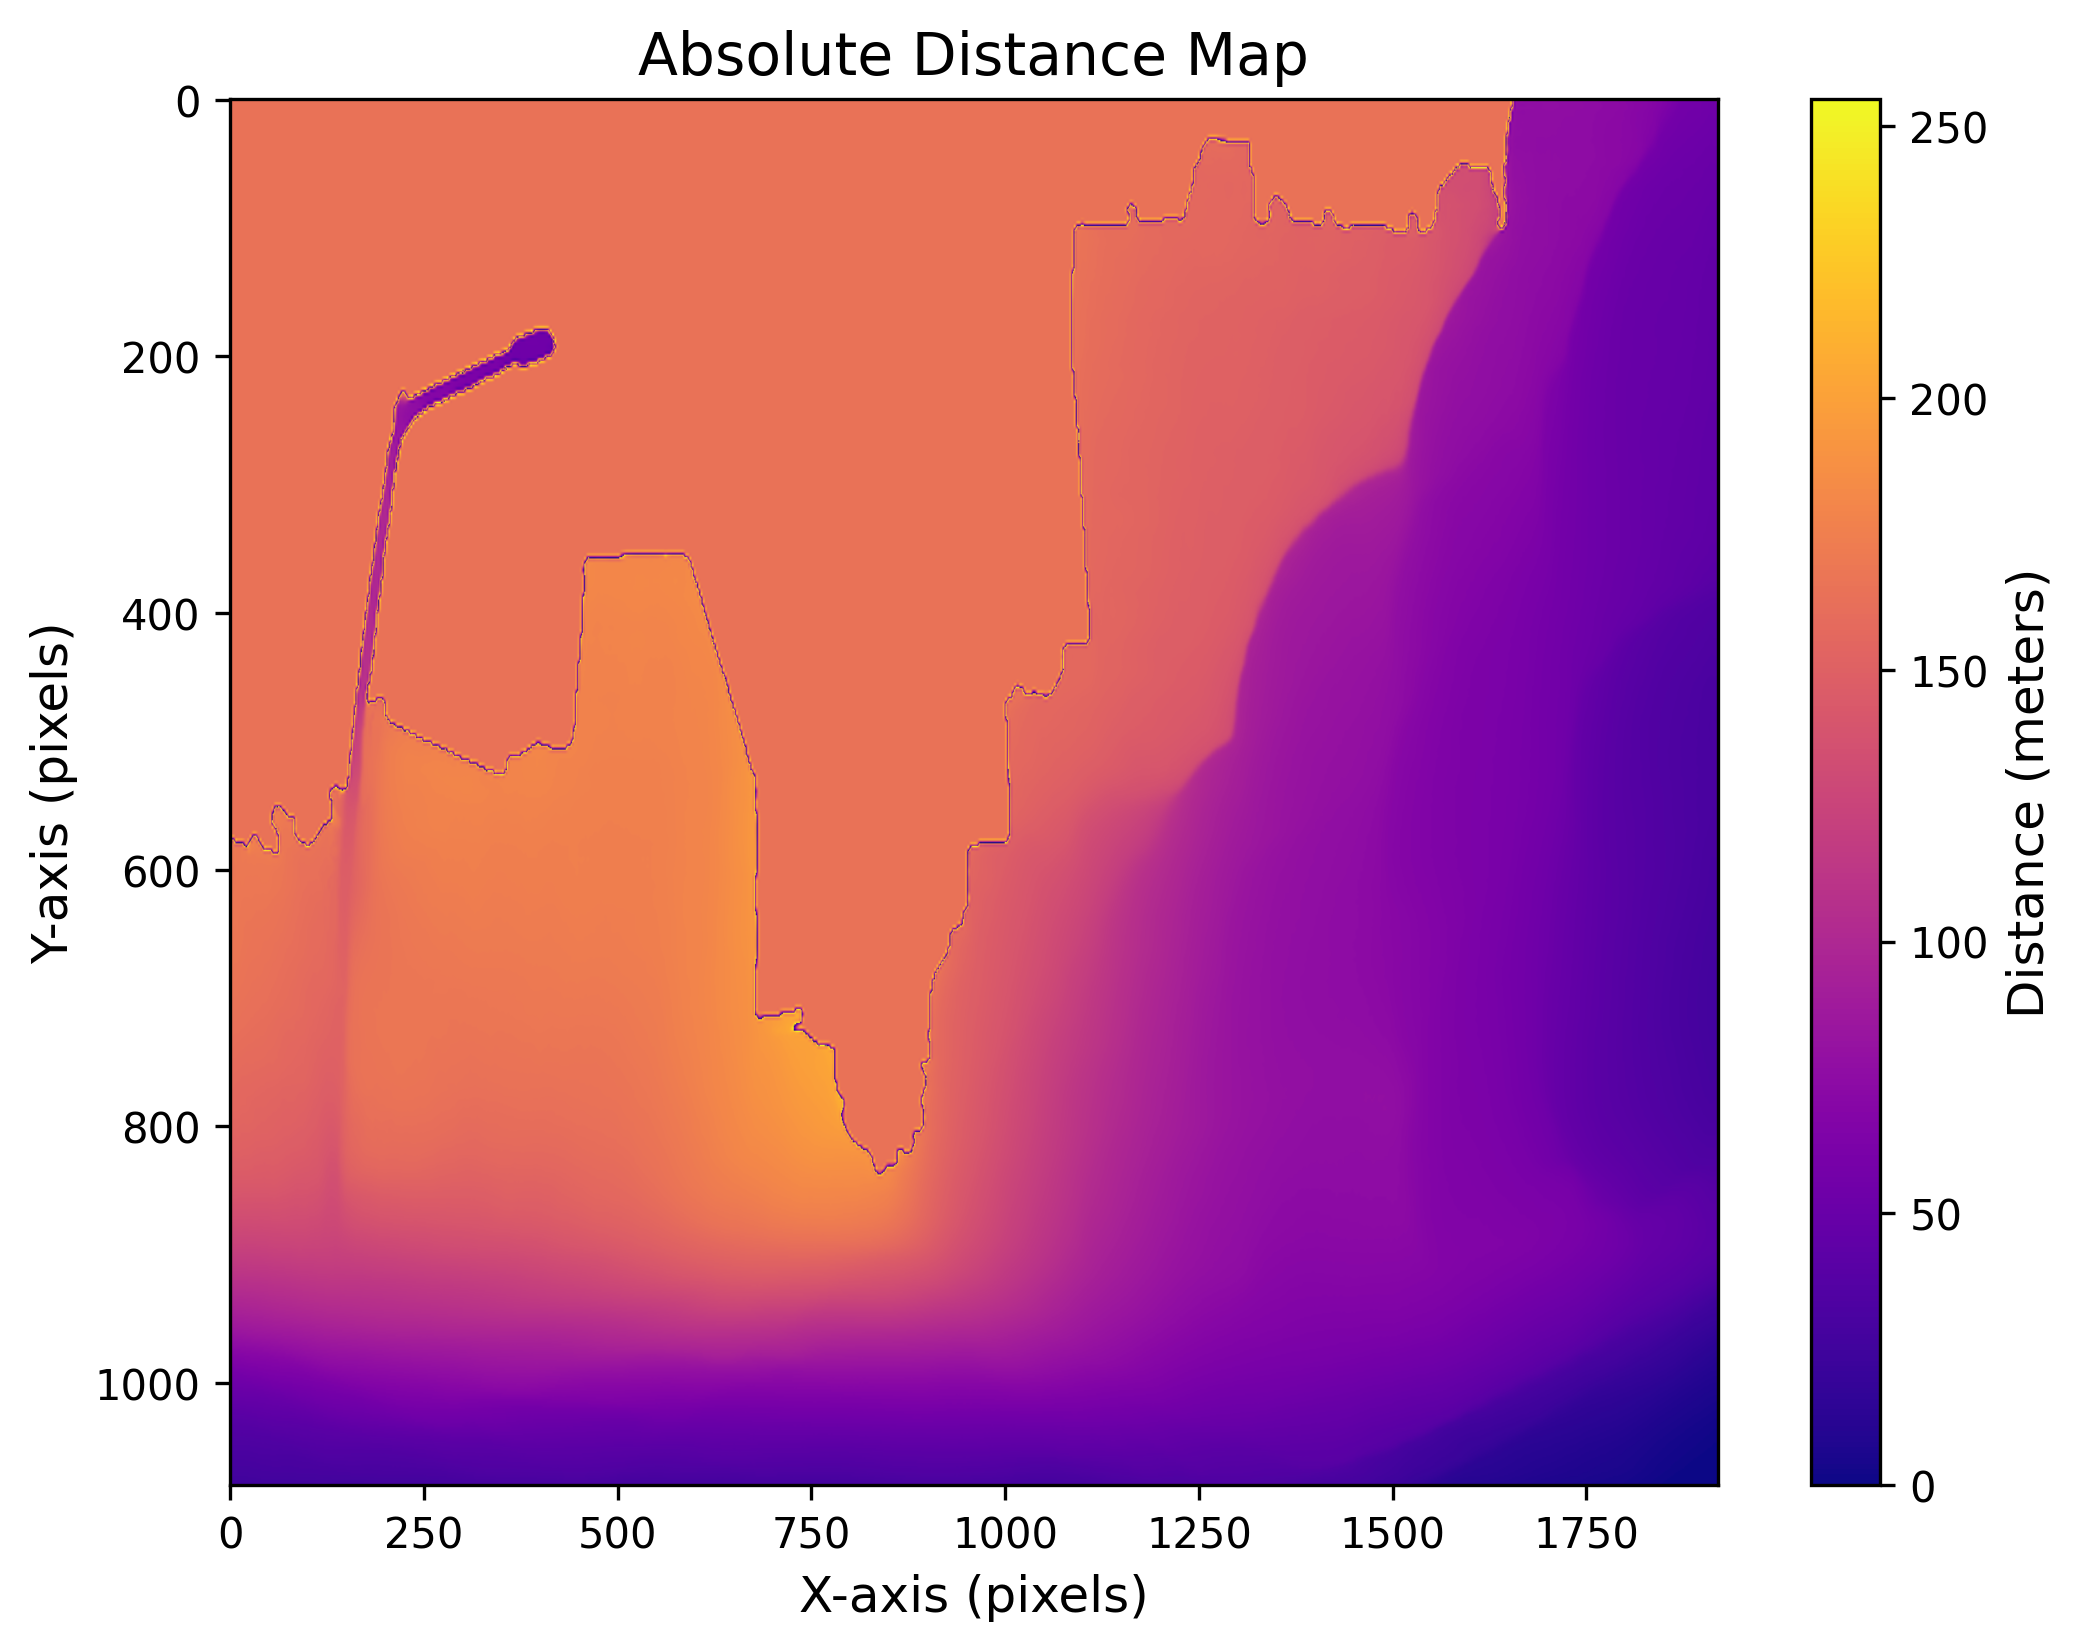 Absolute Distance Map
0
200
400
600
800
1000
Y-axis (pixels)
0 250 500 750 1000 1250 1500 1750
X-axis (pixels)
250
200
150
100
50
0
Distance (meters)